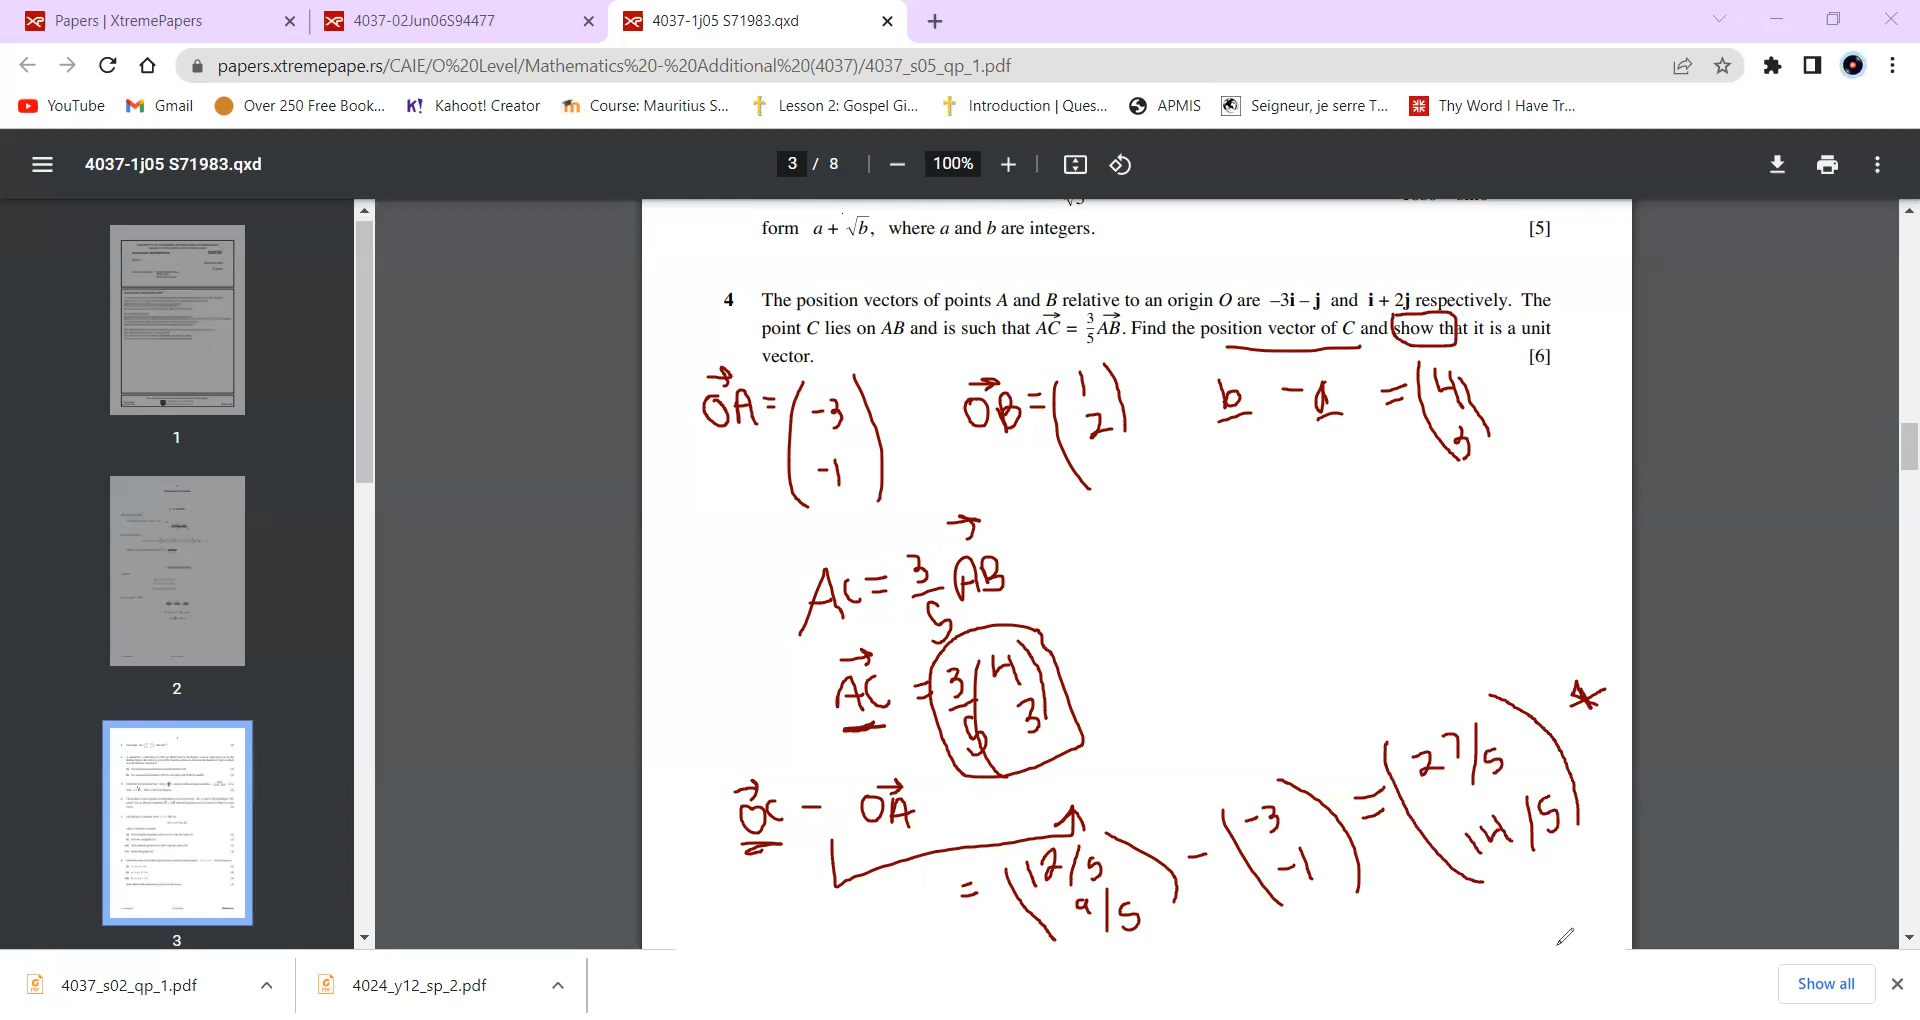 Papers | XtremePapers
4037-02Jun06S94477
4037-1j05 S71983.qxd
papers.xtremepape.rs/CAIE/O%20Level/Mathematics%20-%20Additional%20(4037)/4037_s05_qp_1.pdf
YouTube Gmail Over 250 Free Book... K! Kahoot! Creator Course: Mauritius S... Lesson 2: Gospel Gi... Introduction | Ques... APMIS Seigneur, je serre T... Thy Word I Have Tr...
4037-1j05 S71983.qxd 3 / 8 100%
form a + √b, where a and b are integers. [5]
4 The position vectors of points A and B relative to an origin O are –3i – j and i + 2j respectively. The
point C lies on AB and is such that AC = 3/5 AB. Find the position vector of C and show that it is a unit
vector. [6]
OA = (-3 -1) OB = (1 2) b - a = (4 3)
AC = 3/5 AB
AC = 3/5 (4 3)
OC - OA
= (12/5 9/5) - (-3 -1) = (27/5 14/5)
1
2
3
4037_s02_qp_1.pdf
4024_y12_sp_2.pdf
Show all